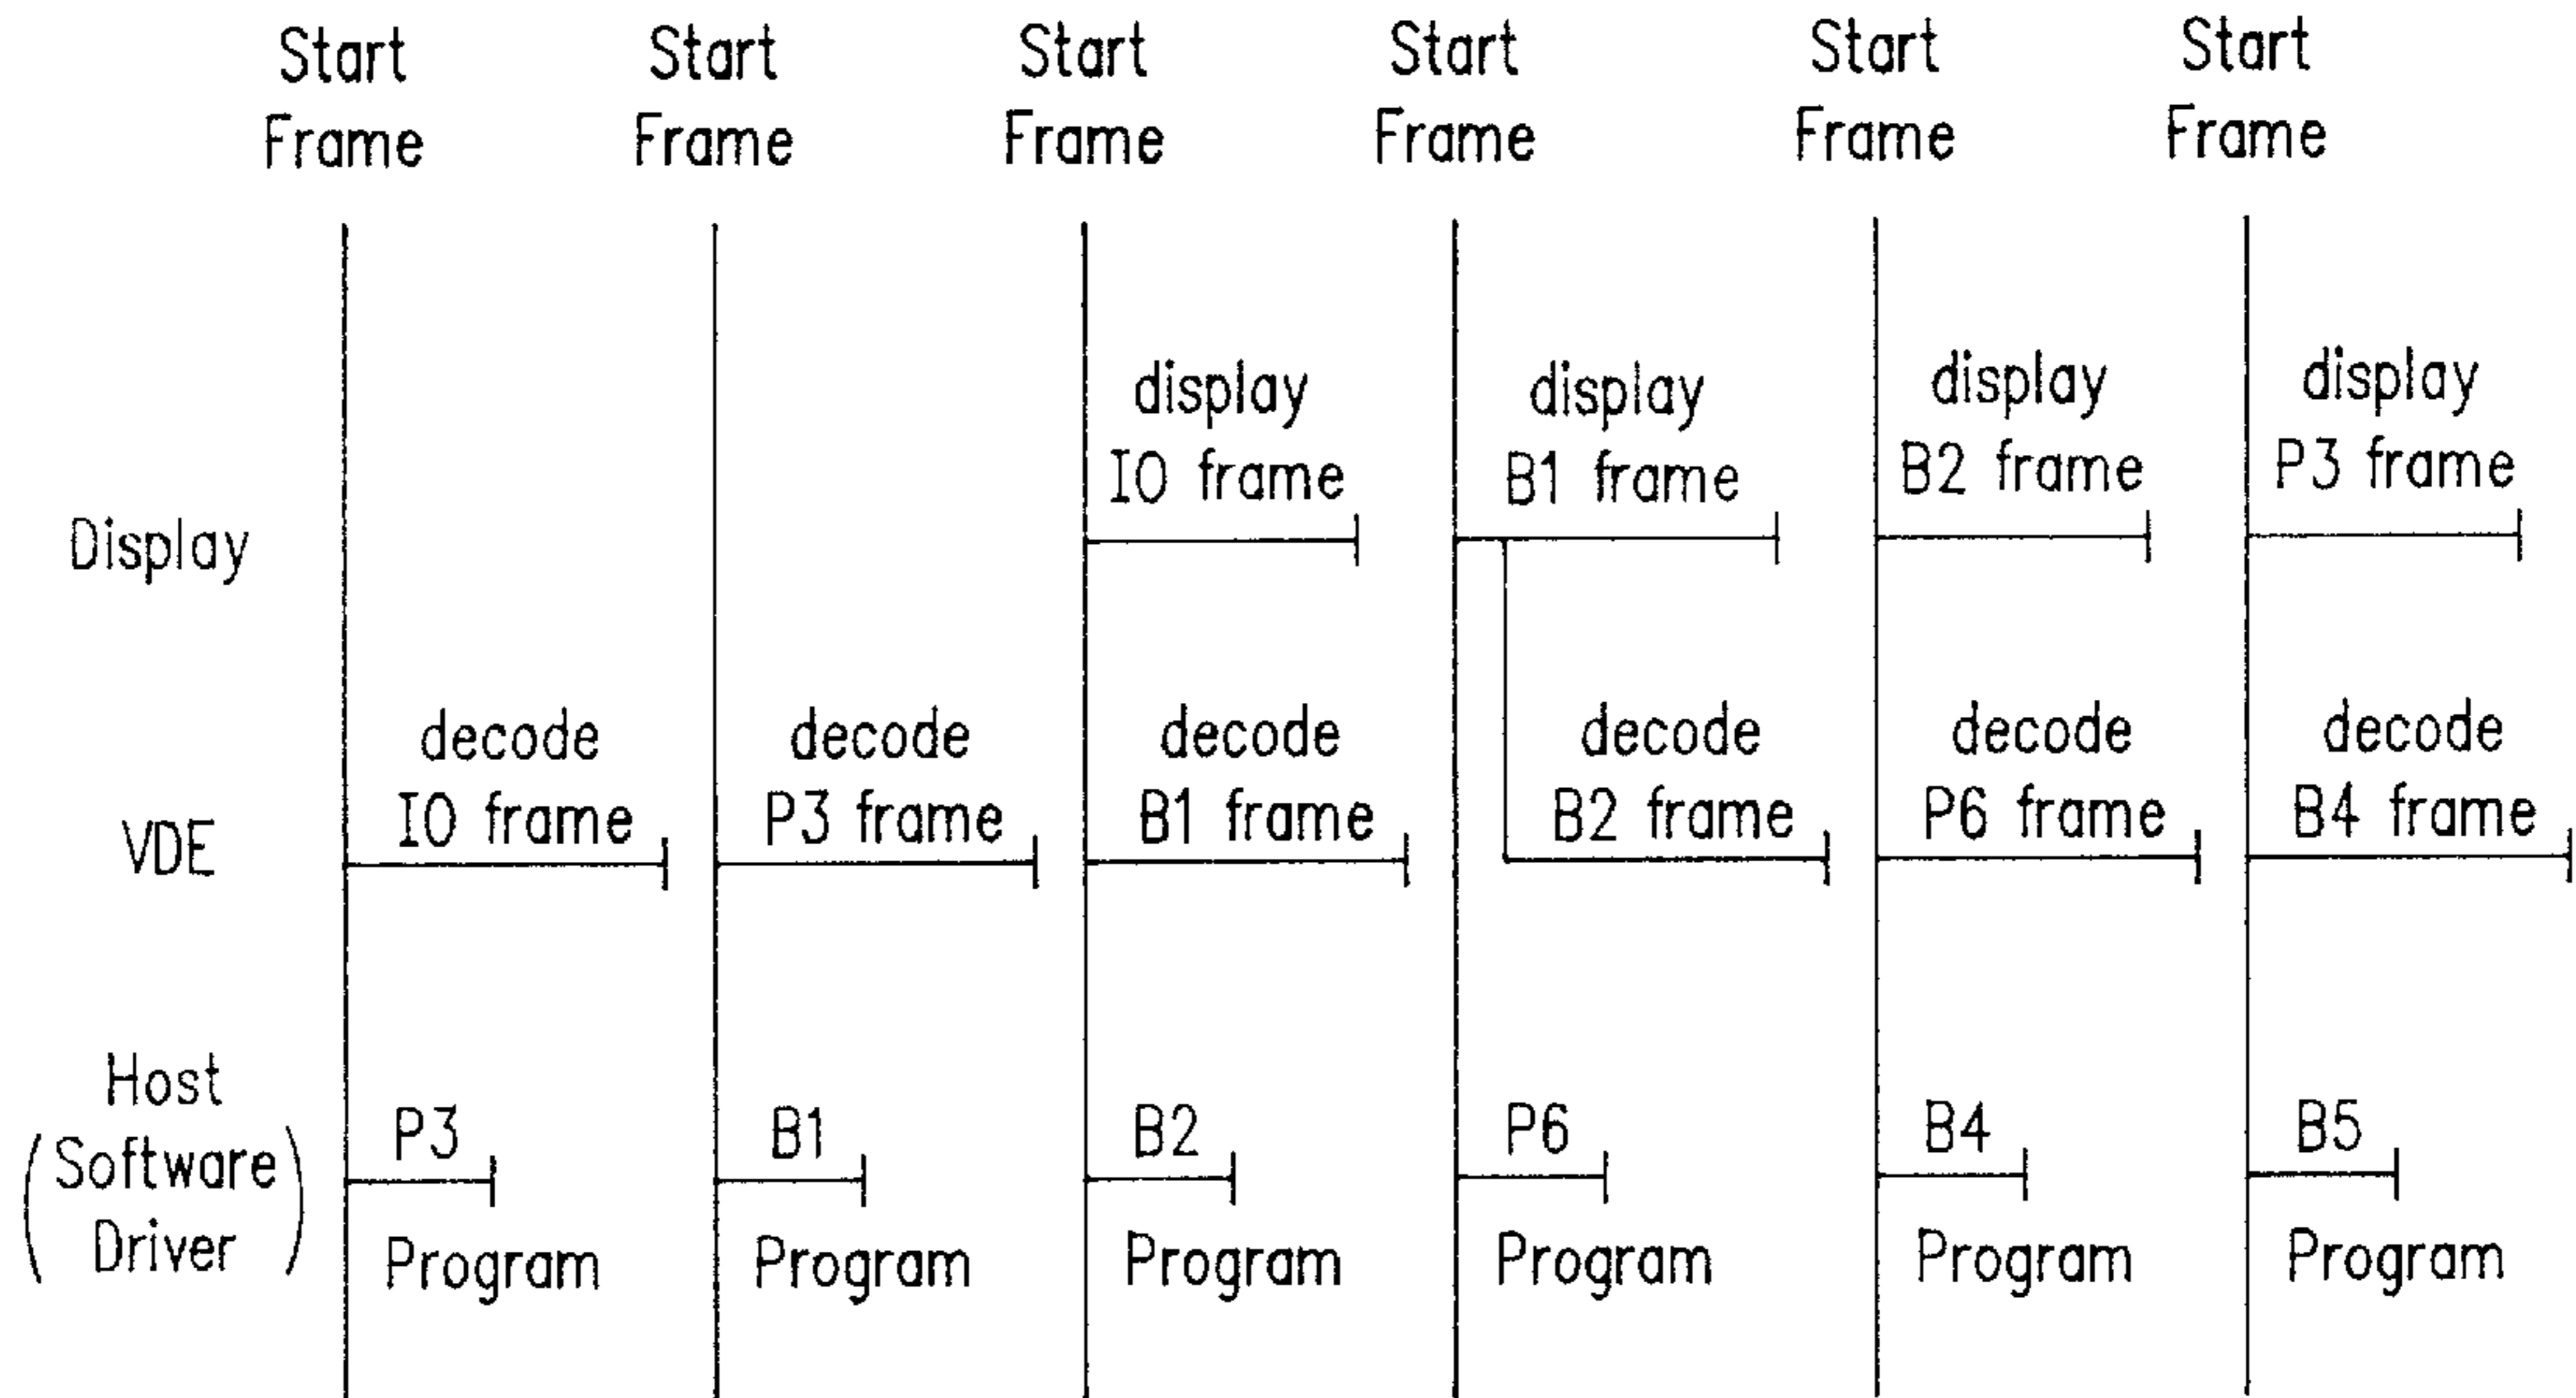 Start Start Start Start Start Start
Frame Frame Frame Frame Frame Frame
display display display display
I0 frame B1 frame B2 frame P3 frame
Display
decode decode decode decode decode decode
I0 frame P3 frame B1 frame B2 frame P6 frame B4 frame
VDE
Host
(Software
Driver)
P3 B1 B2 P6 B4 B5
Program Program Program Program Program Program